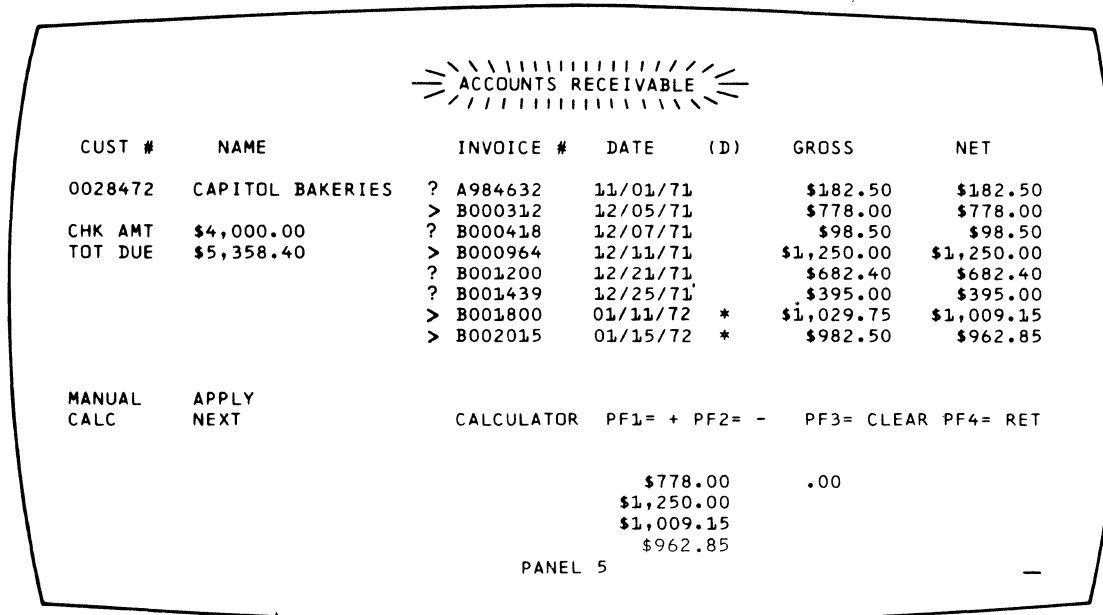 ACCOUNTS RECEIVABLE
CUST # NAME INVOICE # DATE (D) GROSS NET
0028472 CAPITOL BAKERIES ? A984632 11/01/71 $182.50 $182.50
> B000312 12/05/71 $778.00 $778.00
CHK AMT $4,000.00 ? B000418 12/07/71 $98.50 $98.50
TOT DUE $5,358.40 > B000964 12/11/71 $1,250.00 $1,250.00
? B001200 12/21/71 $682.40 $682.40
? B001439 12/25/71 $395.00 $395.00
> B001800 01/11/72 * $1,029.75 $1,009.15
> B002015 01/15/72 * $982.50 $962.85
MANUAL APPLY
CALC NEXT CALCULATOR PF1= + PF2= - PF3= CLEAR PF4= RET
$778.00 .00
$1,250.00
$1,009.15
$962.85
PANEL 5 _